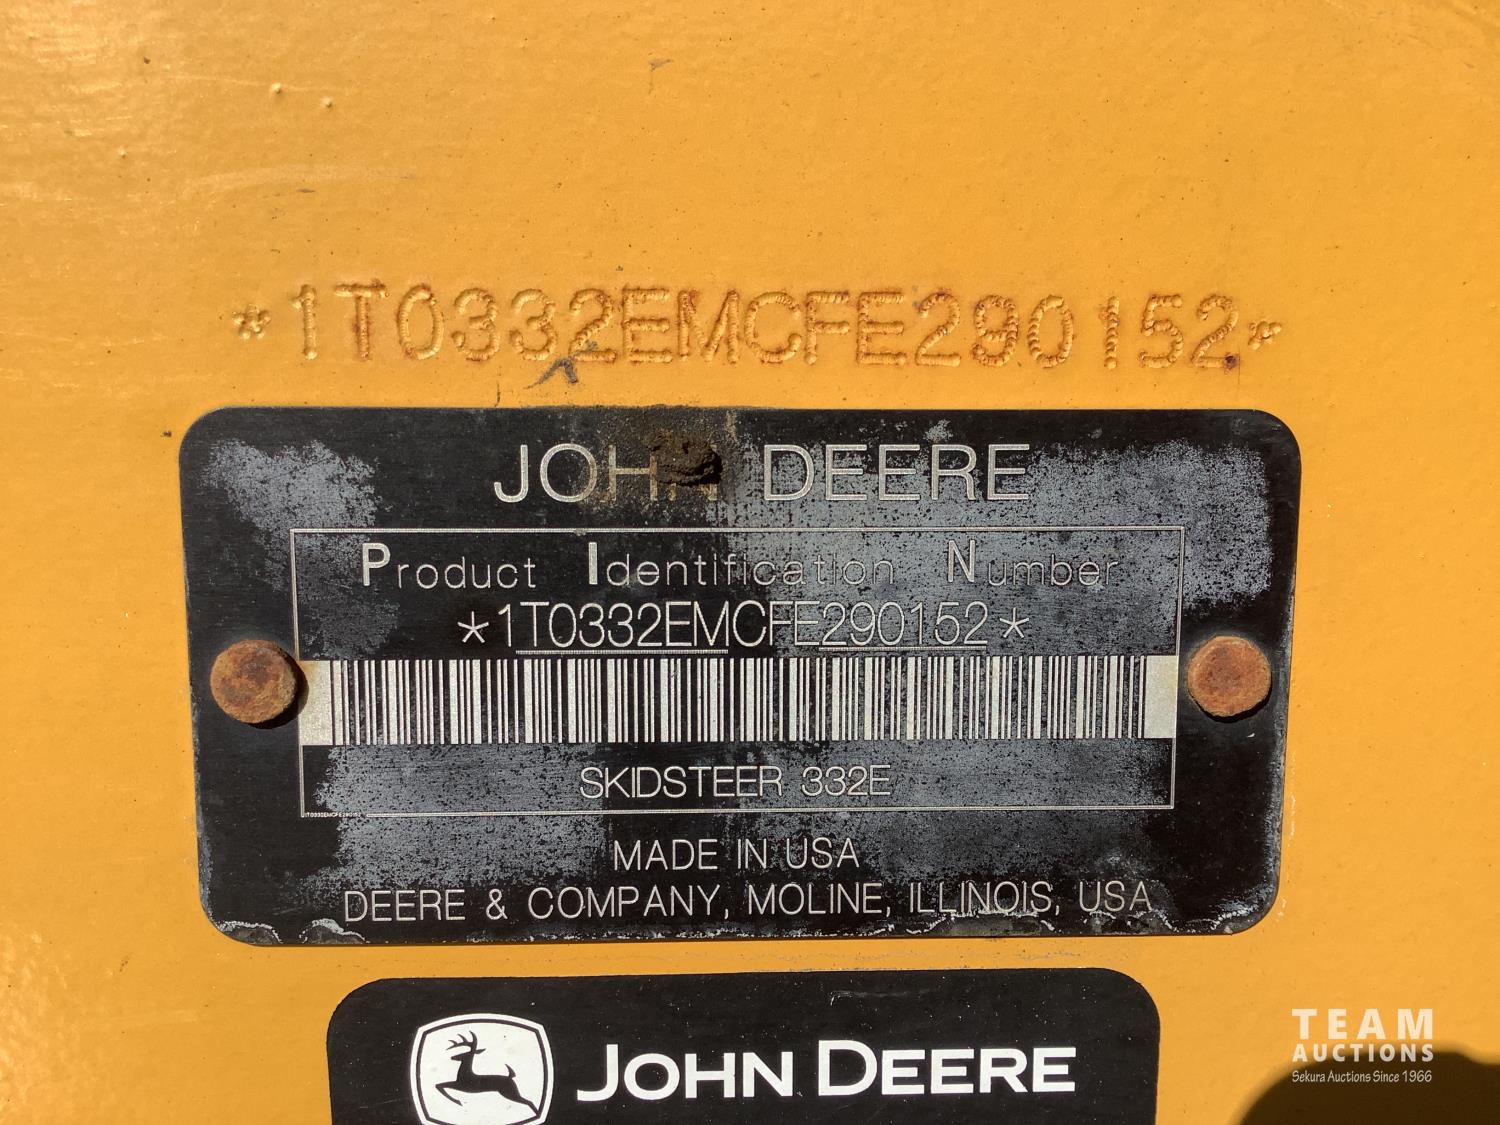 *1T0332EMCFE290152*
JOHN DEERE
Product Identification Number
*1T0332EMCFE290152*
SKIDSTEER 332E
1T0332EMCFE290152
MADE IN USA
DEERE & COMPANY, MOLINE, ILLINOIS, USA
JOHN DEERE
TEAM
AUCTIONS
Sekura Auctions Since 1966